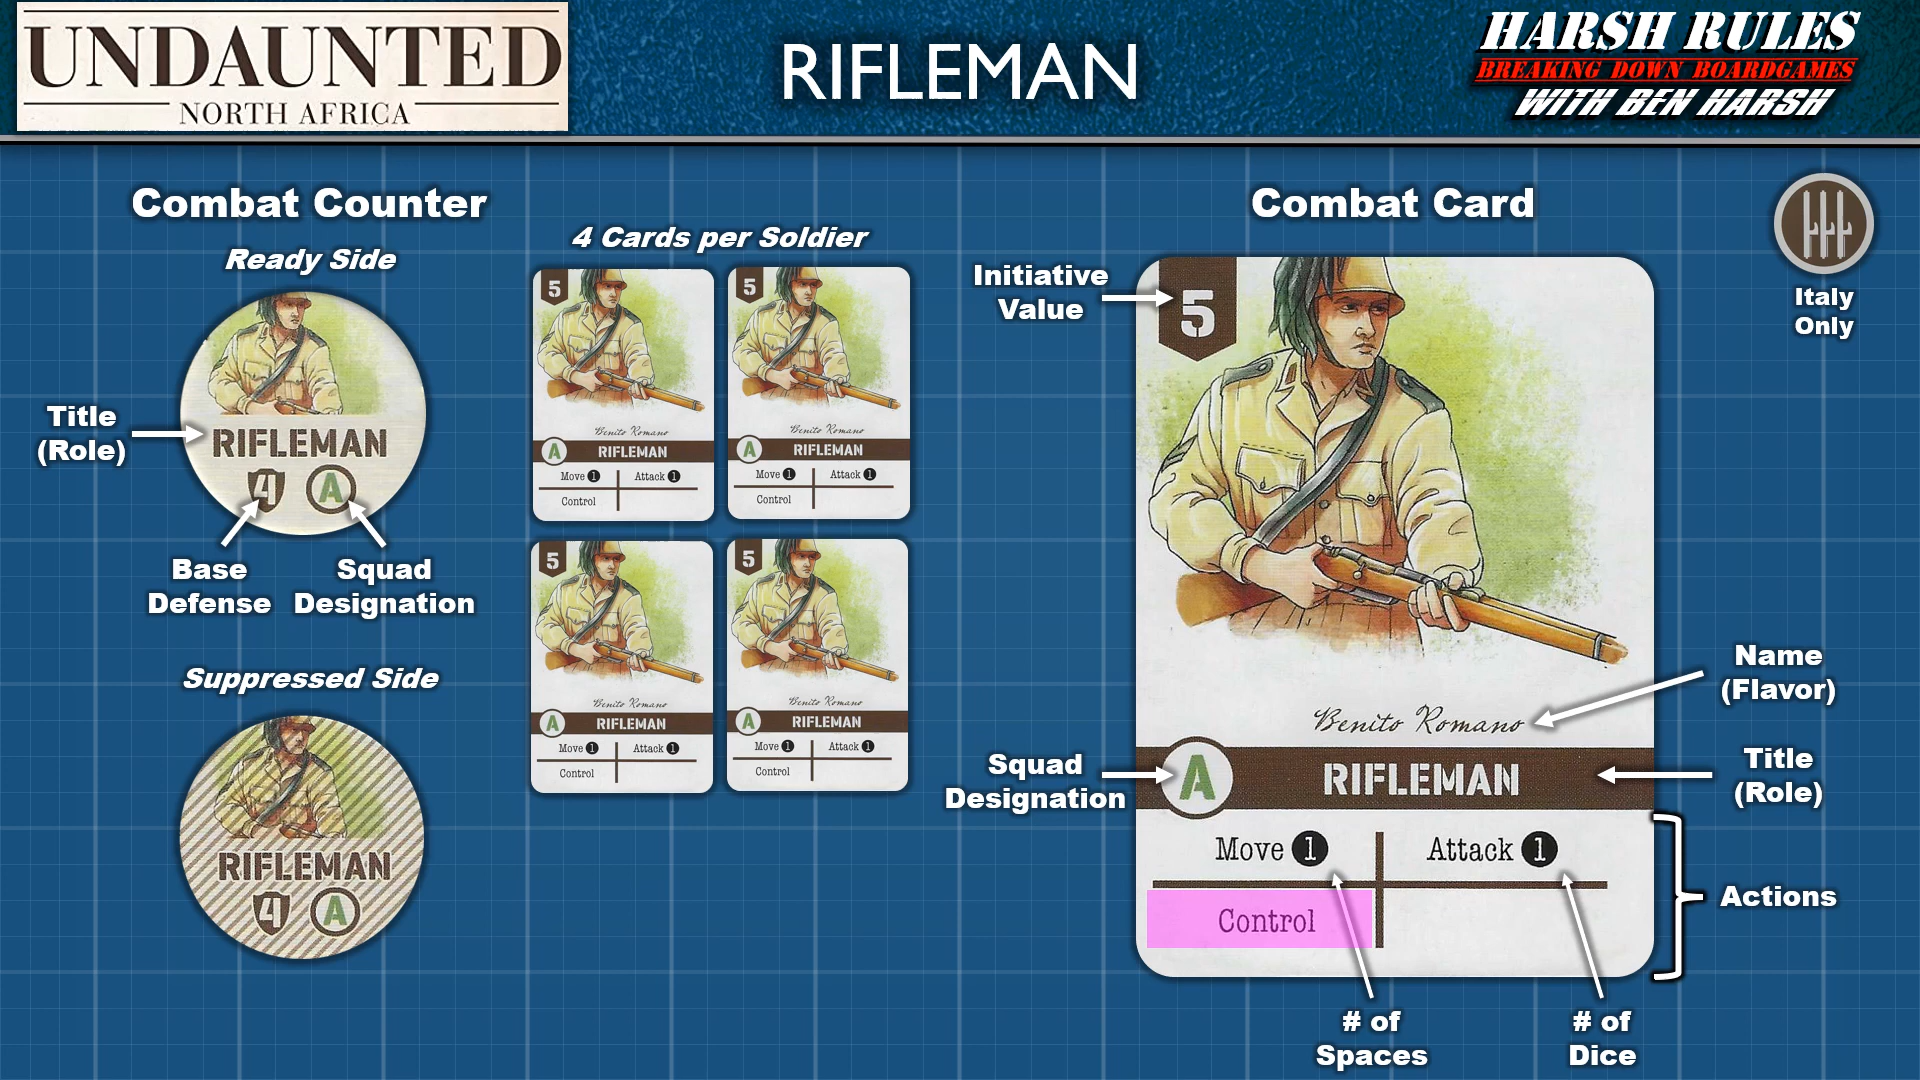 UNDAUNTED
NORTH AFRICA
RIFLEMAN
HARSH RULES
BREAKING DOWN BOARDGAMES
WITH BEN HARSH
Combat Counter
Ready Side
Title
(Role)
RIFLEMAN
4 A
Base
Defense
Squad
Designation
Suppressed Side
RIFLEMAN
4 A
4 Cards per Soldier
5
Benito Romano
A RIFLEMAN
Move 1 Attack 1
Control
5
Benito Romano
A RIFLEMAN
Move 1 Attack 1
Control
5
Benito Romano
A RIFLEMAN
Move 1 Attack 1
Control
5
Benito Romano
A RIFLEMAN
Move 1 Attack 1
Control
Combat Card
Initiative
Value
5
Benito Romano
Name
(Flavor)
Squad
Designation
A RIFLEMAN
Title
(Role)
Move 1 Attack 1
Control
Actions
# of
Spaces
# of
Dice
Italy
Only